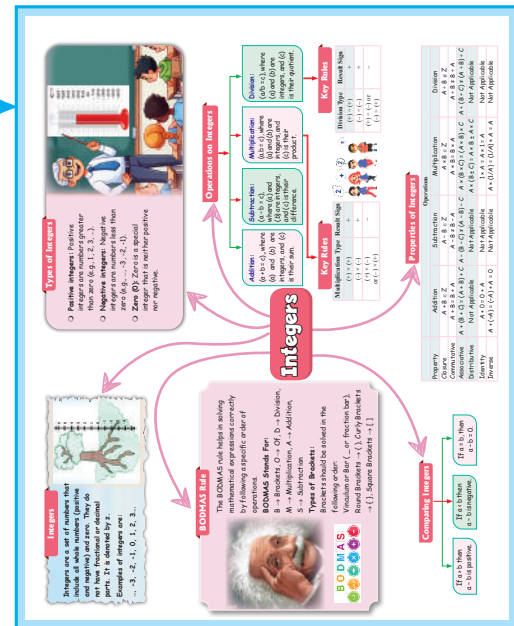 Integers
Integers are a set of numbers that
include all whole numbers (positive
and negative) and zero. They do
not have fractional or decimal
parts. It is denoted by z.
Examples of integers are:
..., -3, -2, -1, 0, 1, 2, 3...
Types of Integers
Positive integers: Positive
integers are numbers greater
than zero (e.g., 1, 2, 3, ...).
Negative integers: Negative
integers are numbers less than
zero (e.g., ..., -3, -2, -1)
Zero (0): Zero is a special
integer that is neither positive
nor negative.
BODMAS Rule
The BODMAS rule helps in solving
mathematical expressions correctly
by following a specific order of
operations.
BODMAS Stands For:
B → Brackets, O → Of, D → Division,
M → Multiplication, A → Addition,
S → Subtraction
Types of Brackets:
Brackets should be solved in the
following order:
Vinculum or Bar (_ or fraction bar),
Round Brackets → ( ), Curly Brackets
→ { }, Square Brackets → [ ]
BODMAS
Integers
Operations on Integers
Addition:
(a + b = c), where
(a) and (b) are
integers, and (c)
is their sum.
Subtraction:
(a - b = c),
where (a) and
(b) are integers,
and (c) is their
difference.
Multiplication:
(a.b = c), where
(a) and (b) are
integers, and
(c) is their
product.
Division:
(a/b = c), where
(a) and (b) are
integers, and (c)
is their quotient.
Key Rules
Multiplication Type Result Sign
(+) × (+) +
(-) × (-) +
(+) × (-) -
or (-) × (+)
Key Rules
Division Type Result Sign
(+) ÷ (+) +
(-) ÷ (-) +
(+) ÷ (-) or -
(-) ÷ (+)
Comparing Integers
If a > b then
a - b is positive.
If a < b then
a - b is negative.
If a = b, then
a - b = 0.
Properties of Integers
Operations
Property Addition Subtraction Multiplication Division
Closure
Commutative
Associative
Distributive Not Applicable Not Applicable
Identity A + 0 = A Not Applicable 1 × A = A × 1 = A Not Applicable
Inverse A + (-A) = (-A) + A = 0 Not Applicable A × (1/A) = (1/A) × A = A Not Applicable